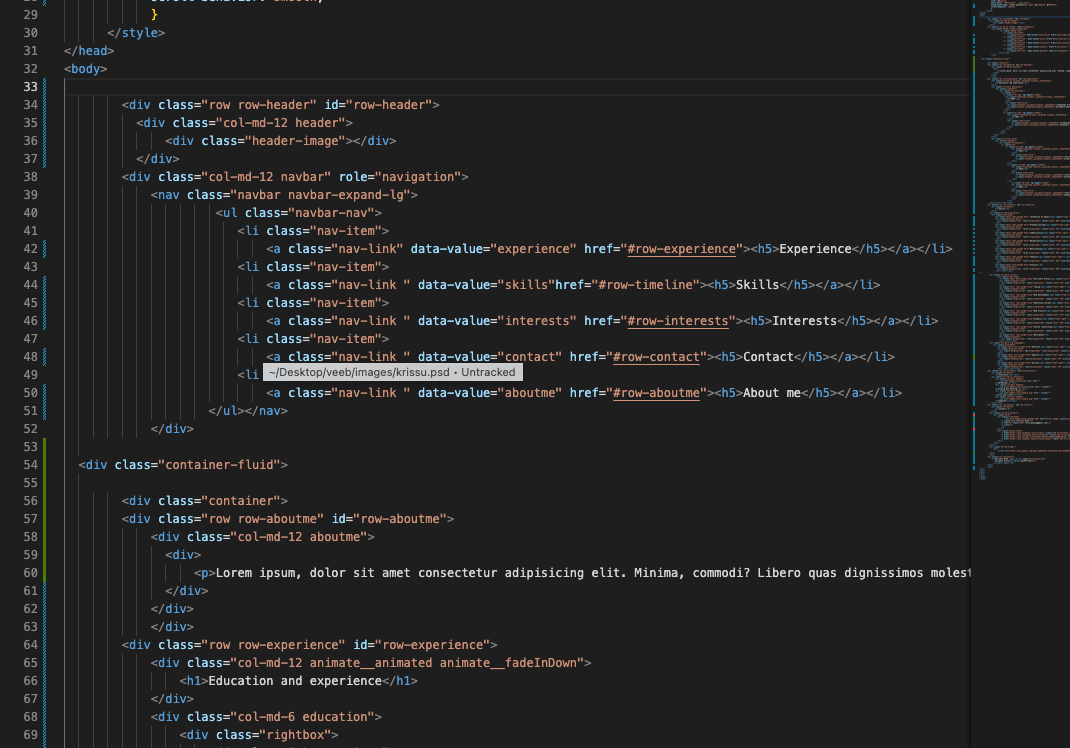 29 }
30 </style>
31 </head>
32 <body>
33
34 <div class="row row-header" id="row-header">
35 <div class="col-md-12 header">
36 <div class="header-image"></div>
37 </div>
38 <div class="col-md-12 navbar" role="navigation">
39 <nav class="navbar navbar-expand-lg">
40 <ul class="navbar-nav">
41 <li class="nav-item">
42 <a class="nav-link" data-value="experience" href="#row-experience"><h5>Experience</h5></a></li>
43 <li class="nav-item">
44 <a class="nav-link " data-value="skills"href="#row-timeline"><h5>Skills</h5></a></li>
45 <li class="nav-item">
46 <a class="nav-link " data-value="interests" href="#row-interests"><h5>Interests</h5></a></li>
47 <li class="nav-item">
48 <a class="nav-link " data-value="contact" href="#row-contact"><h5>Contact</h5></a></li>
49 <li
~/Desktop/veeb/images/krissu.psd • Untracked
50 <a class="nav-link " data-value="aboutme" href="#row-aboutme"><h5>About me</h5></a></li>
51 </ul></nav>
52 </div>
53
54 <div class="container-fluid">
55
56 <div class="container">
57 <div class="row row-aboutme" id="row-aboutme">
58 <div class="col-md-12 aboutme">
59 <div>
60 <p>Lorem ipsum, dolor sit amet consectetur adipisicing elit. Minima, commodi? Libero quas dignissimos molest
61 </div>
62 </div>
63 </div>
64 <div class="row row-experience" id="row-experience">
65 <div class="col-md-12 animate__animated animate__fadeInDown">
66 <h1>Education and experience</h1>
67 </div>
68 <div class="col-md-6 education">
69 <div class="rightbox">